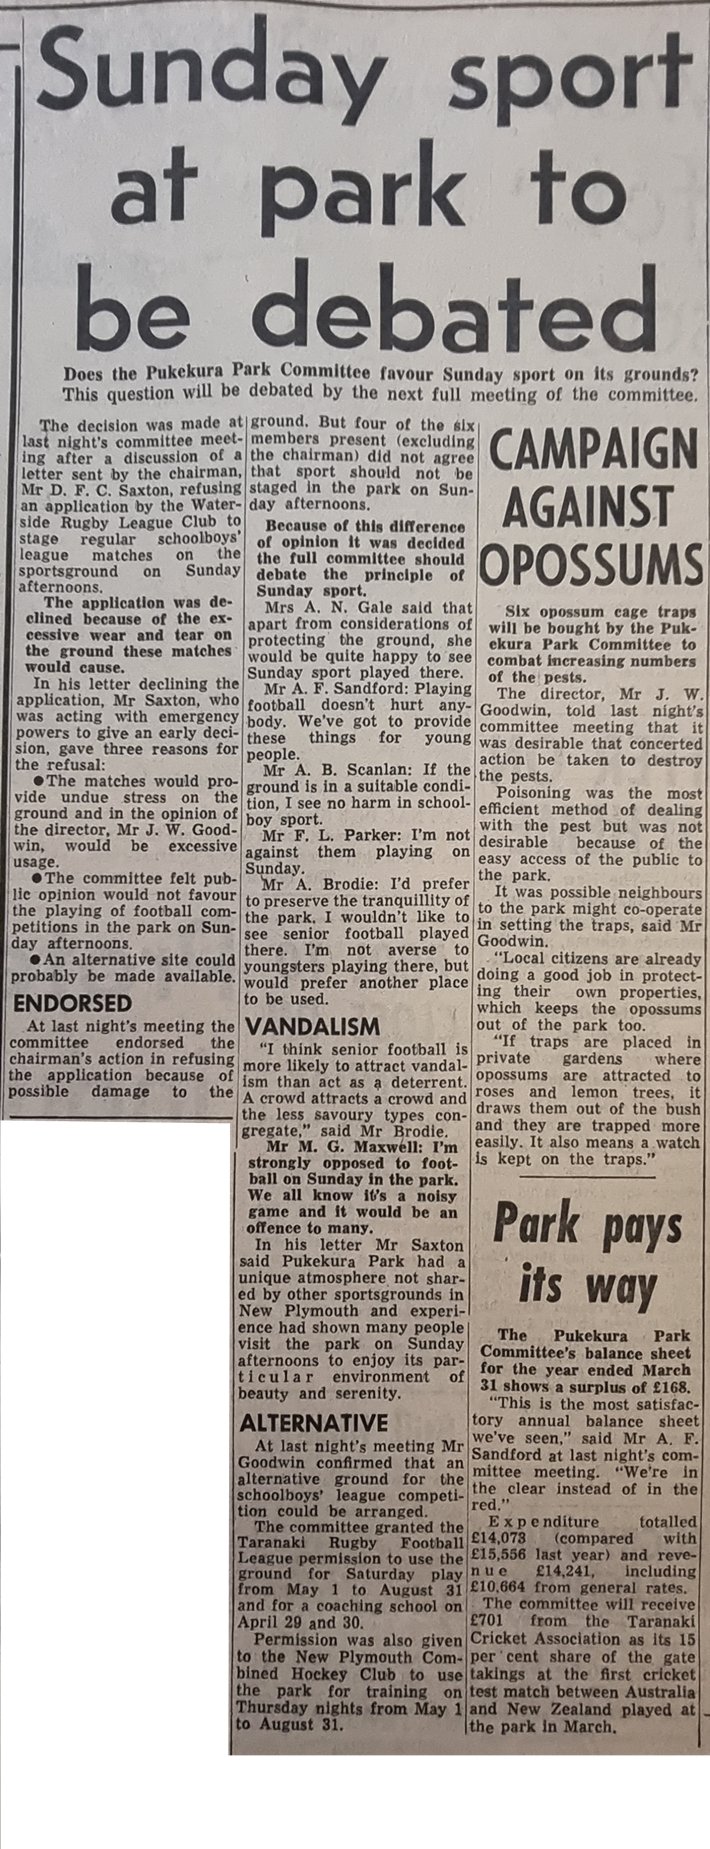 Sunday sport
at park to
be debated
Does the Pukekura Park Committee favour Sunday sport on its grounds?
This question will be debated by the next full meeting of the committee.
The decision was made at
last night's committee meet-
ing after a discussion of a
letter sent by the chairman,
Mr D. F. C. Saxton, refusing
an application by the Water-
side Rugby League Club to
stage regular schoolboys'
league matches on the
sportsground on Sunday
afternoons.
The application was de-
clined because of the ex-
cessive wear and tear on
the ground these matches
would cause.
In his letter declining the
application, Mr Saxton, who
was acting with emergency
powers to give an early deci-
sion, gave three reasons for
the refusal:
●The matches would pro-
vide undue stress on the
ground and in the opinion of
the director, Mr J. W. Good-
win, would be excessive
usage.
●The committee felt pub-
lic opinion would not favour
the playing of football com-
petitions in the park on Sun-
day afternoons.
●An alternative site could
probably be made available.
ENDORSED
At last night's meeting the
committee endorsed the
chairman's action in refusing
the application because of
possible damage to the
ground. But four of the six
members present (excluding
the chairman) did not agree
that sport should not be
staged in the park on Sun-
day afternoons.
Because of this difference
of opinion it was decided
the full committee should
debate the principle of
Sunday sport.
Mrs A. N. Gale said that
apart from considerations of
protecting the ground, she
would be quite happy to see
Sunday sport played there.
Mr A. F. Sandford: Playing
football doesn't hurt any-
body. We've got to provide
these things for young
people.
Mr A. B. Scanlan: If the
ground is in a suitable condi-
tion, I see no harm in school-
boy sport.
Mr F. L. Parker: I'm not
against them playing on
Sunday.
Mr A. Brodie: I'd prefer
to preserve the tranquillity of
the park. I wouldn't like to
see senior football played
there. I'm not averse to
youngsters playing there, but
would prefer another place
to be used.
VANDALISM
"I think senior football is
more likely to attract vandal-
ism than act as a deterrent.
A crowd attracts a crowd and
the less savoury types con-
gregate," said Mr Brodie.
Mr M. G. Maxwell: I'm
strongly opposed to foot-
ball on Sunday in the park.
We all know it's a noisy
game and it would be an
offence to many.
In his letter Mr Saxton
said Pukekura Park had a
unique atmosphere not shar-
ed by other sportsgrounds in
New Plymouth and experi-
ence had shown many people
visit the park on Sunday
afternoons to enjoy its par-
ticular environment of
beauty and serenity.
ALTERNATIVE
At last night's meeting Mr
Goodwin confirmed that an
alternative ground for the
schoolboys' league competi-
tion could be arranged.
The committee granted the
Taranaki Rugby Football
League permission to use the
ground for Saturday play
from May 1 to August 31
and for a coaching school on
April 29 and 30.
Permission was also given
to the New Plymouth Com-
bined Hockey Club to use
the park for training on
Thursday nights from May 1
to August 31.
CAMPAIGN
AGAINST
OPOSSUMS
Six opossum cage traps
will be bought by the Puk-
ekura Park Committee to
combat increasing numbers
of the pests.
The director, Mr J. W.
Goodwin, told last night's
committee meeting that it
was desirable that concerted
action be taken to destroy
the pests.
Poisoning was the most
efficient method of dealing
with the pest but was not
desirable because of the
easy access of the public to
the park.
It was possible neighbours
to the park might co-operate
in setting the traps, said Mr
Goodwin.
"Local citizens are already
doing a good job in protect-
ing their own properties,
which keeps the opossums
out of the park too.
"If traps are placed in
private gardens where
opossums are attracted to
roses and lemon trees, it
draws them out of the bush
and they are trapped more
easily. It also means a watch
is kept on the traps."
Park pays
its way
The Pukekura Park
Committee's balance sheet
for the year ended March
31 shows a surplus of £168.
"This is the most satisfac-
tory annual balance sheet
we've seen," said Mr A. F.
Sandford at last night's com-
mittee meeting. "We're in
the clear instead of in the
red."
Expenditure totalled
£14,073 (compared with
£15,556 last year) and reve-
nue £14,241, including
£10,664 from general rates.
The committee will receive
£701 from the Taranaki
Cricket Association as its 15
per cent share of the gate
takings at the first cricket
test match between Australia
and New Zealand played at
the park in March.